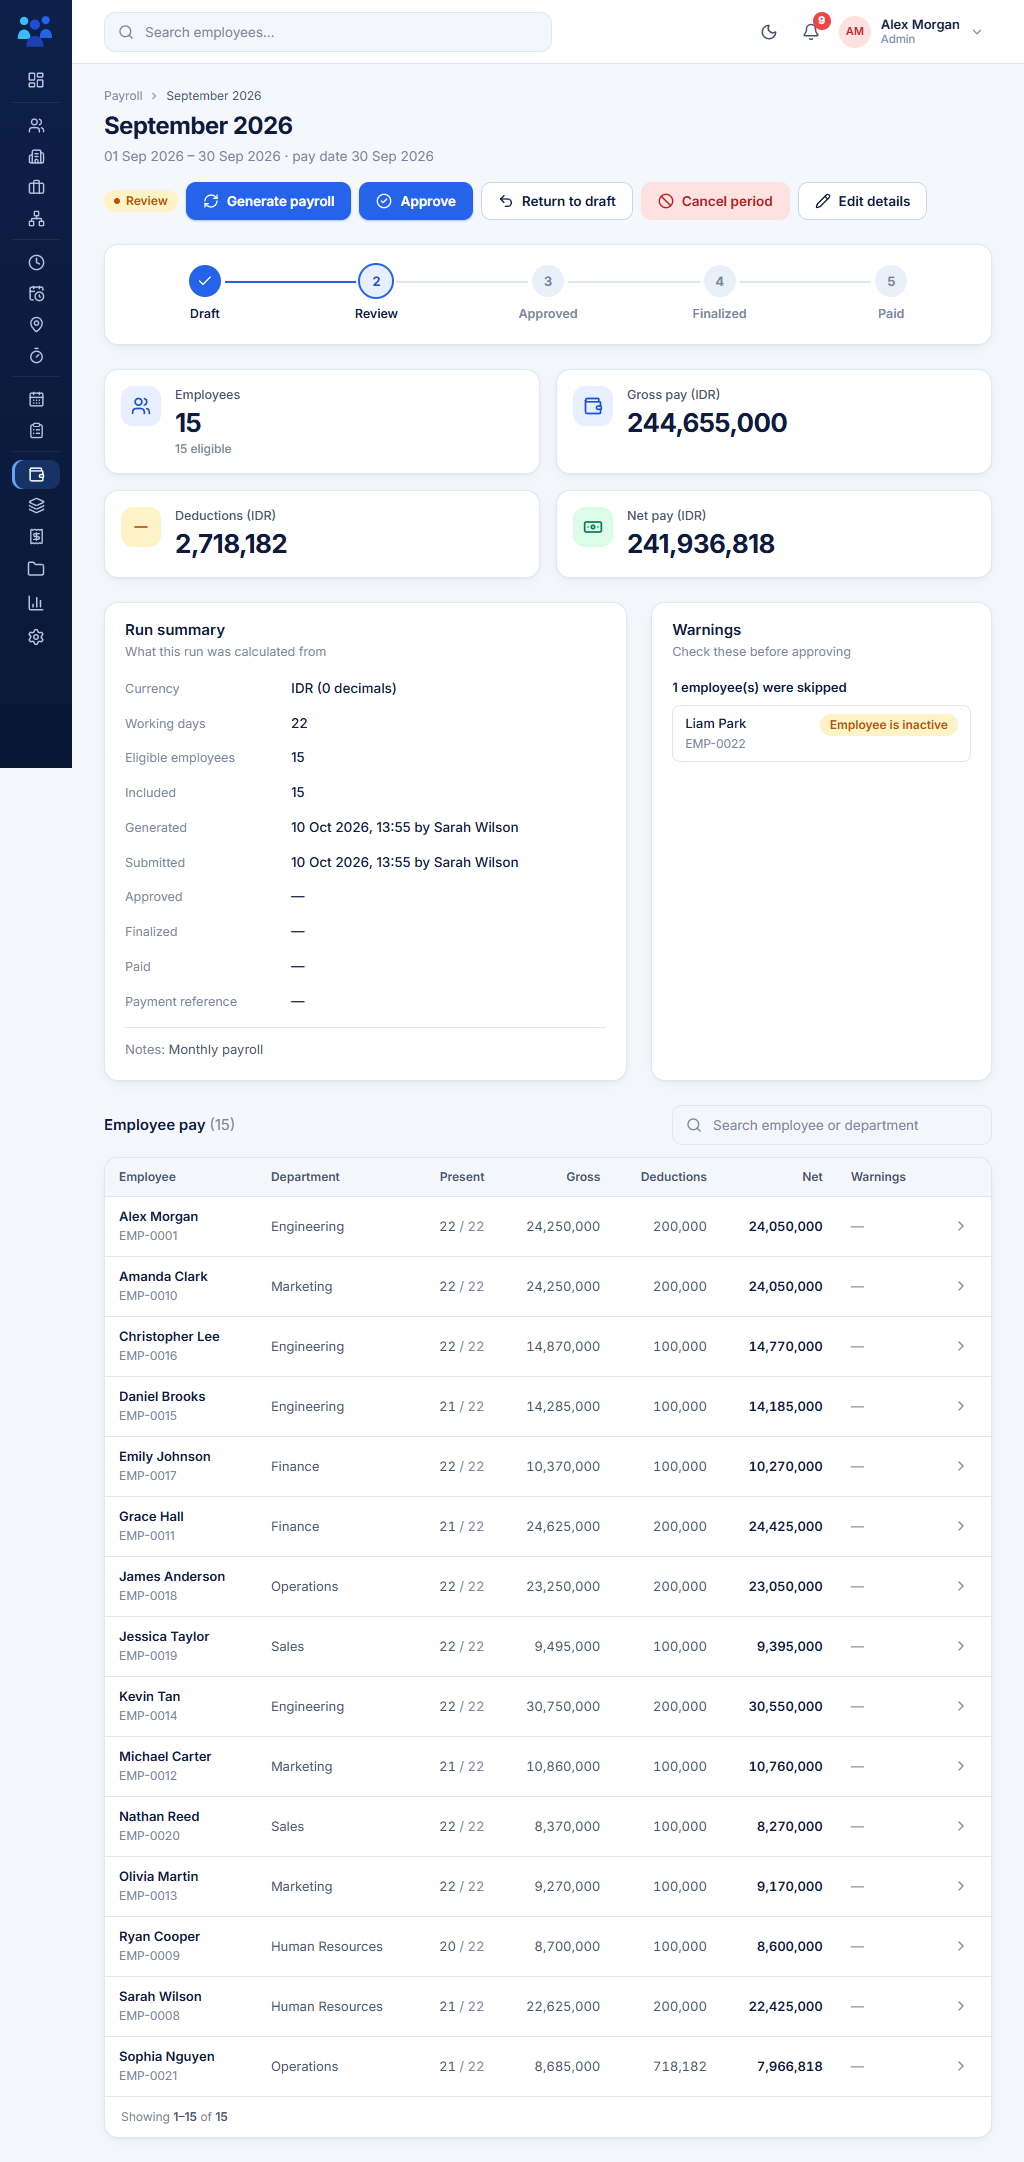 Search employees...
9
AM
Alex Morgan
Admin
Payroll > September 2026
September 2026
01 Sep 2026 – 30 Sep 2026 · pay date 30 Sep 2026
Review
Generate payroll
Approve
Return to draft
Cancel period
Edit details
2 3 4 5
Draft Review Approved Finalized Paid
Employees
15
15 eligible
Gross pay (IDR)
244,655,000
Deductions (IDR)
2,718,182
Net pay (IDR)
241,936,818
Run summary
What this run was calculated from
Currency IDR (0 decimals)
Working days 22
Eligible employees 15
Included 15
Generated 10 Oct 2026, 13:55 by Sarah Wilson
Submitted 10 Oct 2026, 13:55 by Sarah Wilson
Approved —
Finalized —
Paid —
Payment reference —
Notes: Monthly payroll
Warnings
Check these before approving
1 employee(s) were skipped
Liam Park
EMP-0022
Employee is inactive
Employee pay (15)
Search employee or department
Employee Department Present Gross Deductions Net Warnings
Alex Morgan
EMP-0001
Engineering 22 / 22 24,250,000 200,000 24,050,000 —
Amanda Clark
EMP-0010
Marketing 22 / 22 24,250,000 200,000 24,050,000 —
Christopher Lee
EMP-0016
Engineering 22 / 22 14,870,000 100,000 14,770,000 —
Daniel Brooks
EMP-0015
Engineering 21 / 22 14,285,000 100,000 14,185,000 —
Emily Johnson
EMP-0017
Finance 22 / 22 10,370,000 100,000 10,270,000 —
Grace Hall
EMP-0011
Finance 21 / 22 24,625,000 200,000 24,425,000 —
James Anderson
EMP-0018
Operations 22 / 22 23,250,000 200,000 23,050,000 —
Jessica Taylor
EMP-0019
Sales 22 / 22 9,495,000 100,000 9,395,000 —
Kevin Tan
EMP-0014
Engineering 22 / 22 30,750,000 200,000 30,550,000 —
Michael Carter
EMP-0012
Marketing 21 / 22 10,860,000 100,000 10,760,000 —
Nathan Reed
EMP-0020
Sales 22 / 22 8,370,000 100,000 8,270,000 —
Olivia Martin
EMP-0013
Marketing 22 / 22 9,270,000 100,000 9,170,000 —
Ryan Cooper
EMP-0009
Human Resources 20 / 22 8,700,000 100,000 8,600,000 —
Sarah Wilson
EMP-0008
Human Resources 21 / 22 22,625,000 200,000 22,425,000 —
Sophia Nguyen
EMP-0021
Operations 21 / 22 8,685,000 718,182 7,966,818 —
Showing 1–15 of 15